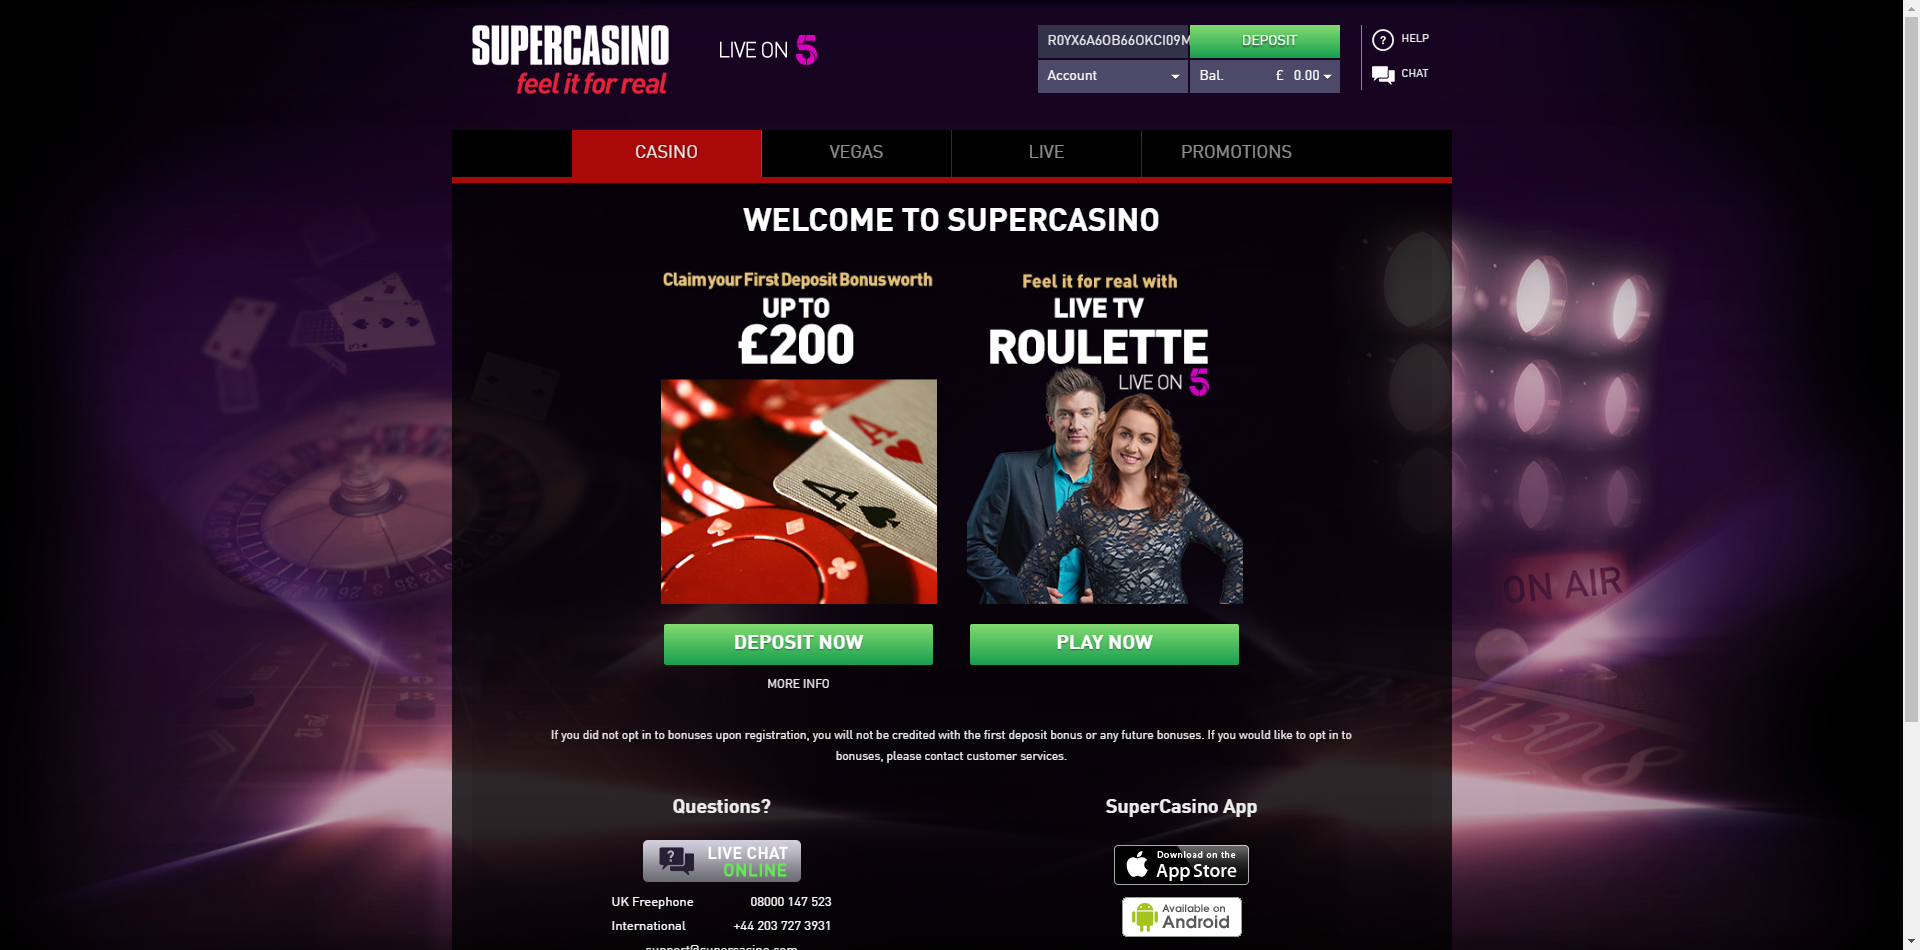 SUPERCASINO
feel it for real
LIVE ON 5
R0YX6A6OB66OKCI09M
DEPOSIT
Account
Bal. £ 0.00
? HELP
CHAT
CASINO
VEGAS
LIVE
PROMOTIONS
WELCOME TO SUPERCASINO
Claim your First Deposit Bonus worth
UP TO
£200
DEPOSIT NOW
MORE INFO
Feel it for real with
LIVE TV
ROULETTE
LIVE ON 5
PLAY NOW
ON AIR
If you did not opt in to bonuses upon registration, you will not be credited with the first deposit bonus or any future bonuses. If you would like to opt in to
bonuses, please contact customer services.
Questions?
? LIVE CHAT
ONLINE
UK Freephone 08000 147 523
International +44 203 727 3931
support@supercasino.com
SuperCasino App
Download on the
App Store
Available on
Android